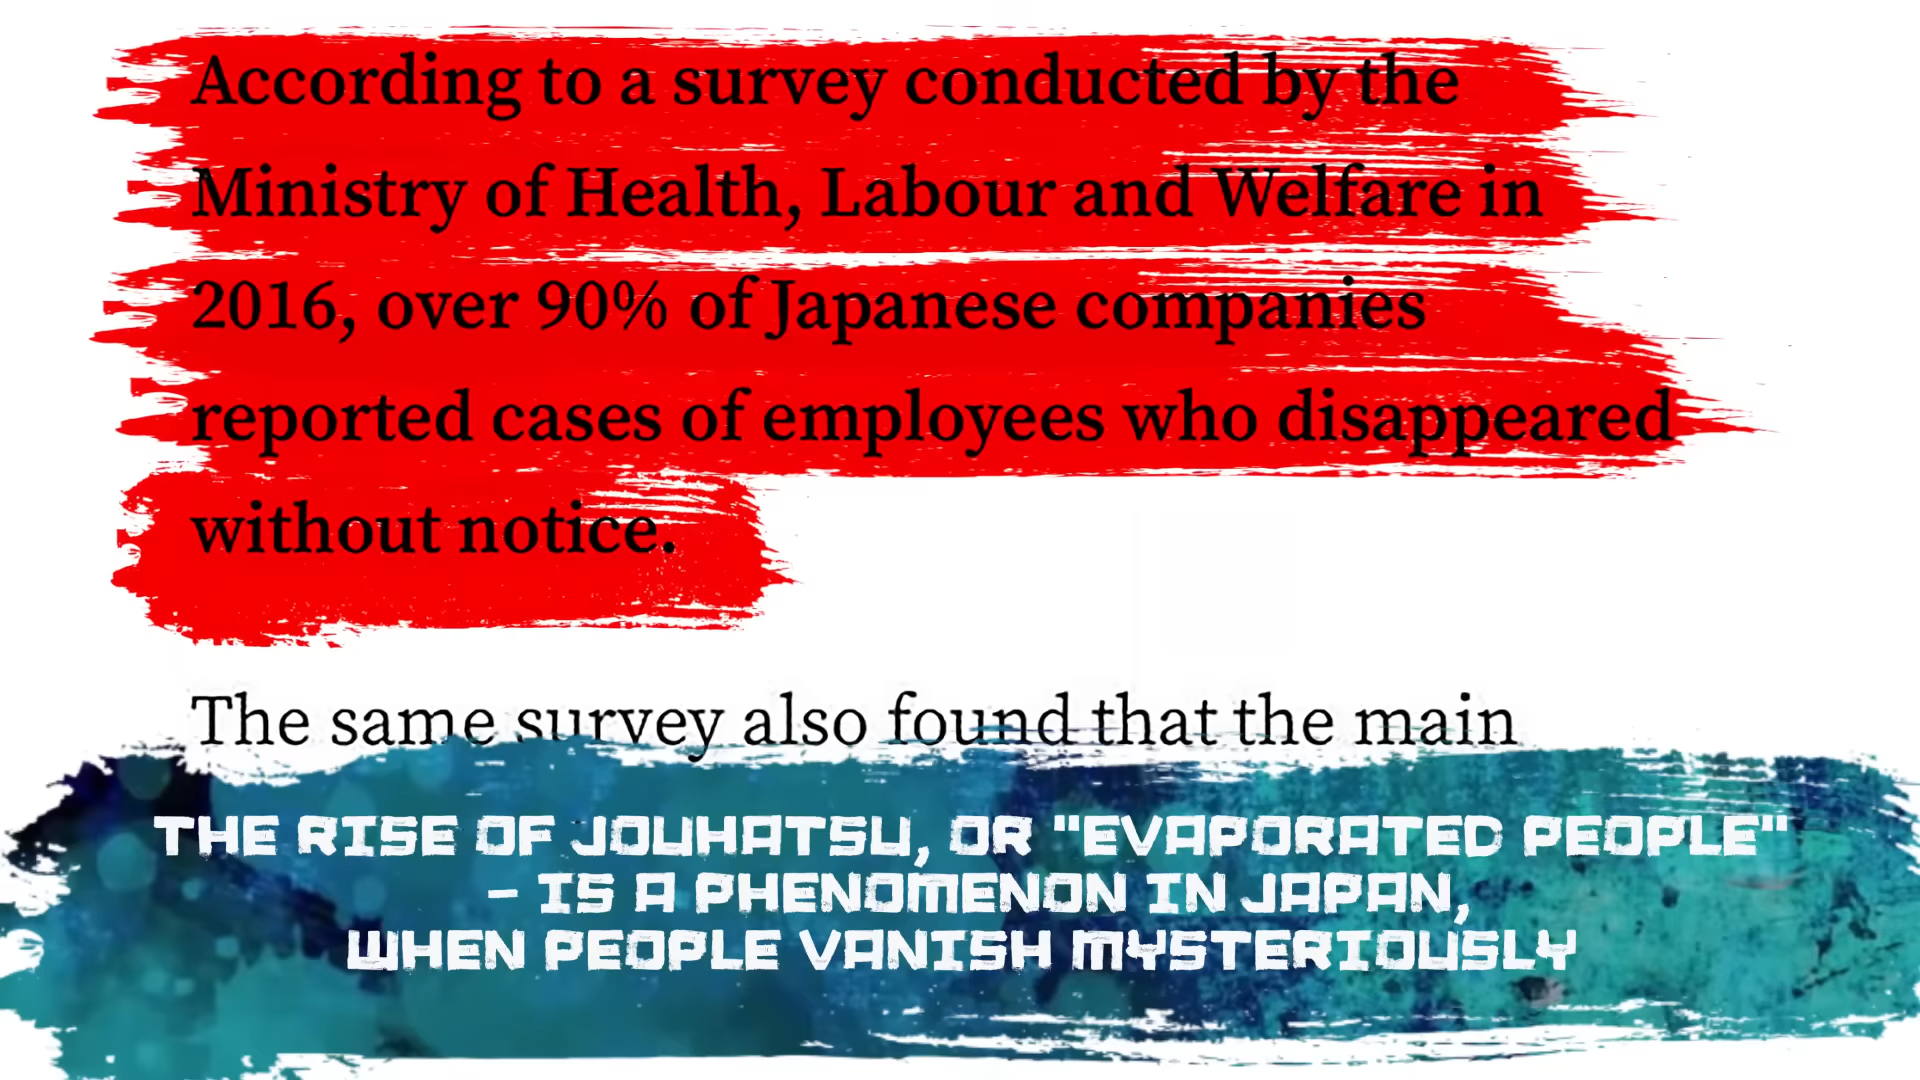 According to a survey conducted by the
Ministry of Health, Labour and Welfare in
2016, over 90% of Japanese companies
reported cases of employees who disappeared
without notice.
The same survey also found that the main
THE RISE OF JOUHATSU, OR "EVAPORATED PEOPLE"
- IS A PHENOMENON IN JAPAN,
WHEN PEOPLE VANISH MYSTERIOUSLY